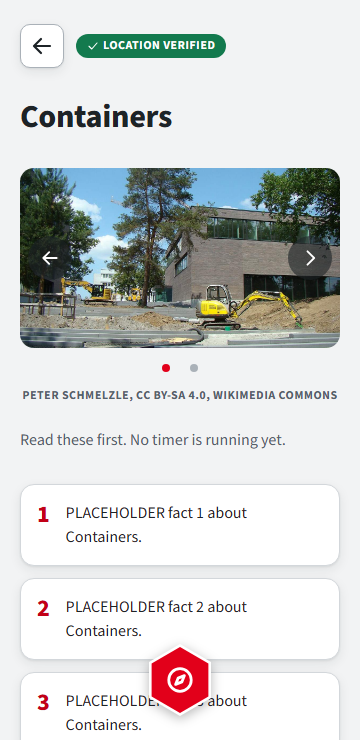 LOCATION VERIFIED
Containers
PETER SCHMELZLE, CC BY-SA 4.0, WIKIMEDIA COMMONS
Read these first. No timer is running yet.
1 PLACEHOLDER fact 1 about
Containers.
2 PLACEHOLDER fact 2 about
Containers.
3 about
Containers.